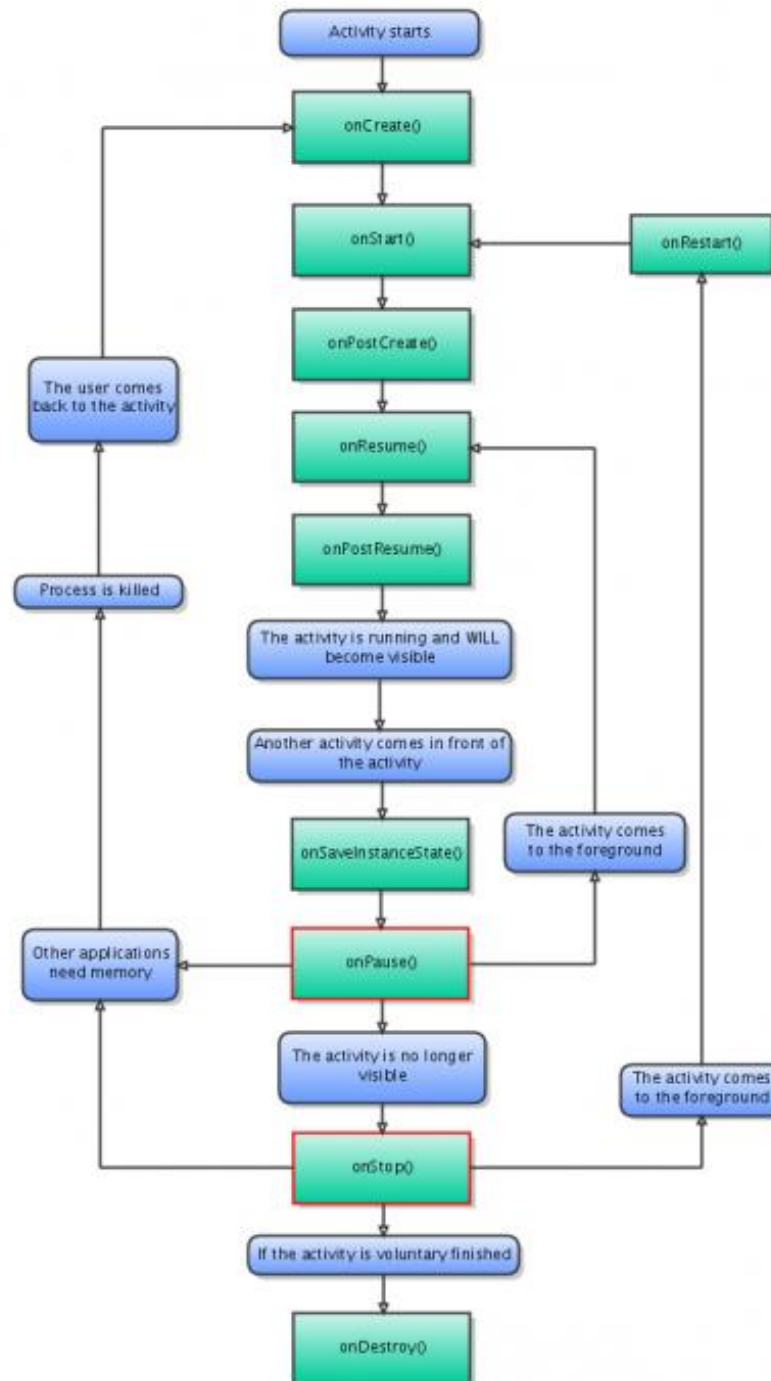 Activity starts
onCreate()
onStart()
onRestart()
onPostCreate()
The user comes
back to the activity
onResume()
onPostResume()
Process is killed
The activity is running and WILL
become visible
Another activity comes in front of
the activity
onSaveInstanceState()
The activity comes
to the foreground
Other applications
need memory
onPause()
The activity is no longer
visible
The activity comes
to the foreground
onStop()
If the activity is voluntary finished
onDestroy()